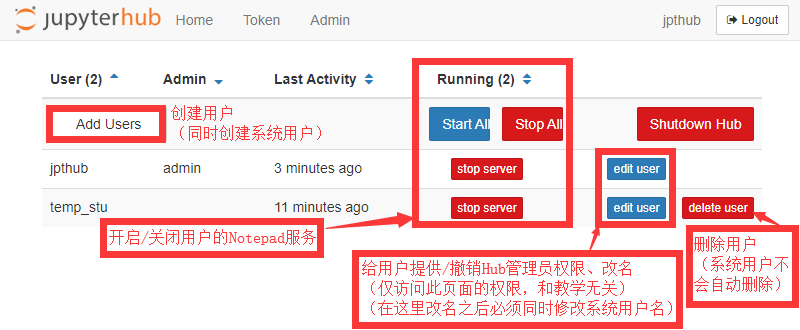 jupyterhub Home Token Admin jpthub Logout
User (2) Admin Last Activity Running (2)
Add Users Start All Stop All Shutdown Hub
创建用户
（同时创建系统用户）
jpthub admin 3 minutes ago stop server edit user
temp_stu 11 minutes ago stop server edit user delete user
开启/关闭用户的Notepad服务
给用户提供/撤销Hub管理员权限、改名
（仅访问此页面的权限，和教学无关）
（在这里改名之后必须同时修改系统用户名）
删除用户
（系统用户不
会自动删除）